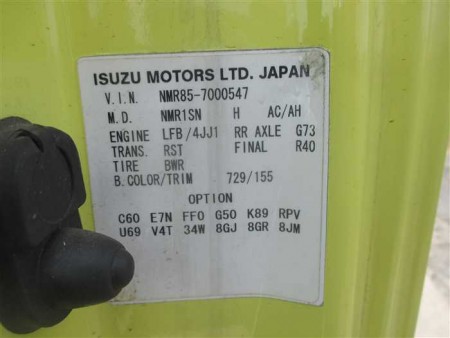 ISUZU MOTORS LTD. JAPAN
V.I.N. NMR85-7000547
M.D. NMR1SN H AC/AH
ENGINE LFB/4JJ1 RR AXLE G73
TRANS. RST FINAL R40
TIRE BWR
B.COLOR/TRIM 729/155
OPTION
C60 E7N FF0 G50 K89 RPV
U69 V4T 34W 8GJ 8GR 8JM